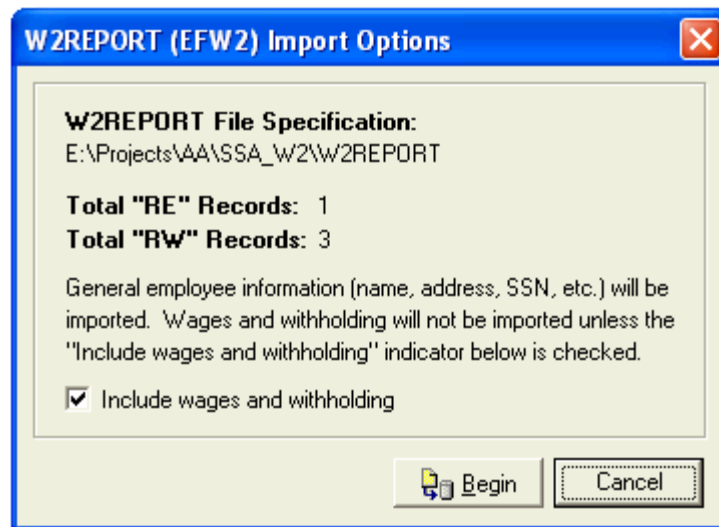 W2REPORT (EFW2) Import Options
W2REPORT File Specification:
E:\Projects\AA\SSA_W2\W2REPORT
Total "RE" Records: 1
Total "RW" Records: 3
General employee information (name, address, SSN, etc.) will be
imported. Wages and withholding will not be imported unless the
"Include wages and withholding" indicator below is checked.
Include wages and withholding
Begin Cancel